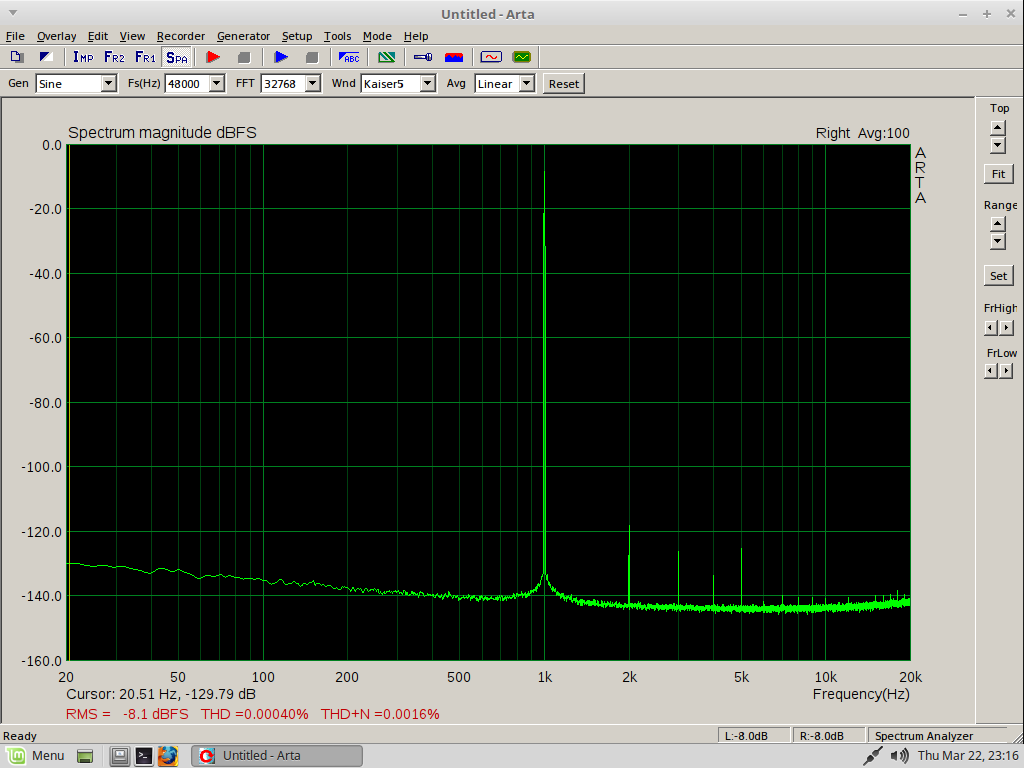 Untitled - Arta
File Overlay Edit View Recorder Generator Setup Tools Mode Help
IMP FR2 FR1 SPA ABC
Gen Sine Fs(Hz) 48000 FFT 32768 Wnd Kaiser5 Avg Linear Reset
Spectrum magnitude dBFS Right Avg:100
Top
Fit
Range
Set
FrHigh
FrLow
A
R
T
A
0.0
-20.0
-40.0
-60.0
-80.0
-100.0
-120.0
-140.0
-160.0
20 50 100 200 500 1k 2k 5k 10k 20k
Cursor: 20.51 Hz, -129.79 dB Frequency(Hz)
RMS = -8.1 dBFS THD =0.00040% THD+N =0.0016%
Ready L:-8.0dB R:-8.0dB Spectrum Analyzer
Menu Untitled - Arta Thu Mar 22, 23:16